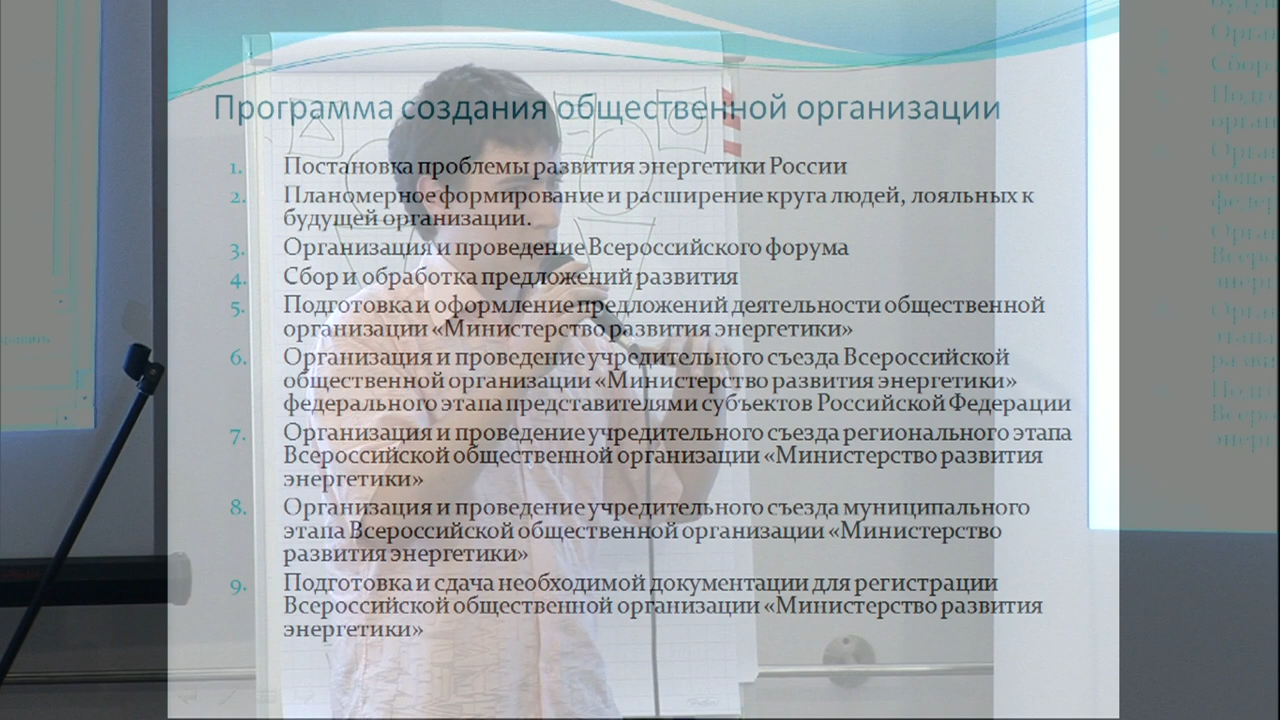 Программа создания общественной организации
1. Постановка проблемы развития энергетики России
2. Планомерное формирование и расширение круга людей, лояльных к
будущей организации.
3. Организация и проведение Всероссийского форума
4. Сбор и обработка предложений развития
5. Подготовка и оформление предложений деятельности общественной
организации «Министерство развития энергетики»
6. Организация и проведение учредительного съезда Всероссийской
общественной организации «Министерство развития энергетики»
федерального этапа представителями субъектов Российской Федерации
7. Организация и проведение учредительного съезда регионального этапа
Всероссийской общественной организации «Министерство развития
энергетики»
8. Организация и проведение учредительного съезда муниципального
этапа Всероссийской общественной организации «Министерство
развития энергетики»
9. Подготовка и сдача необходимой документации для регистрации
Всероссийской общественной организации «Министерство развития
энергетики»